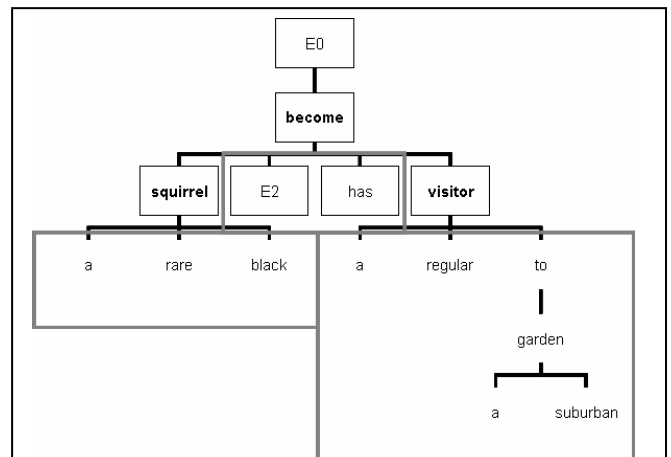 E0
become
squirrel E2 has visitor
a rare black a regular to
garden
a suburban